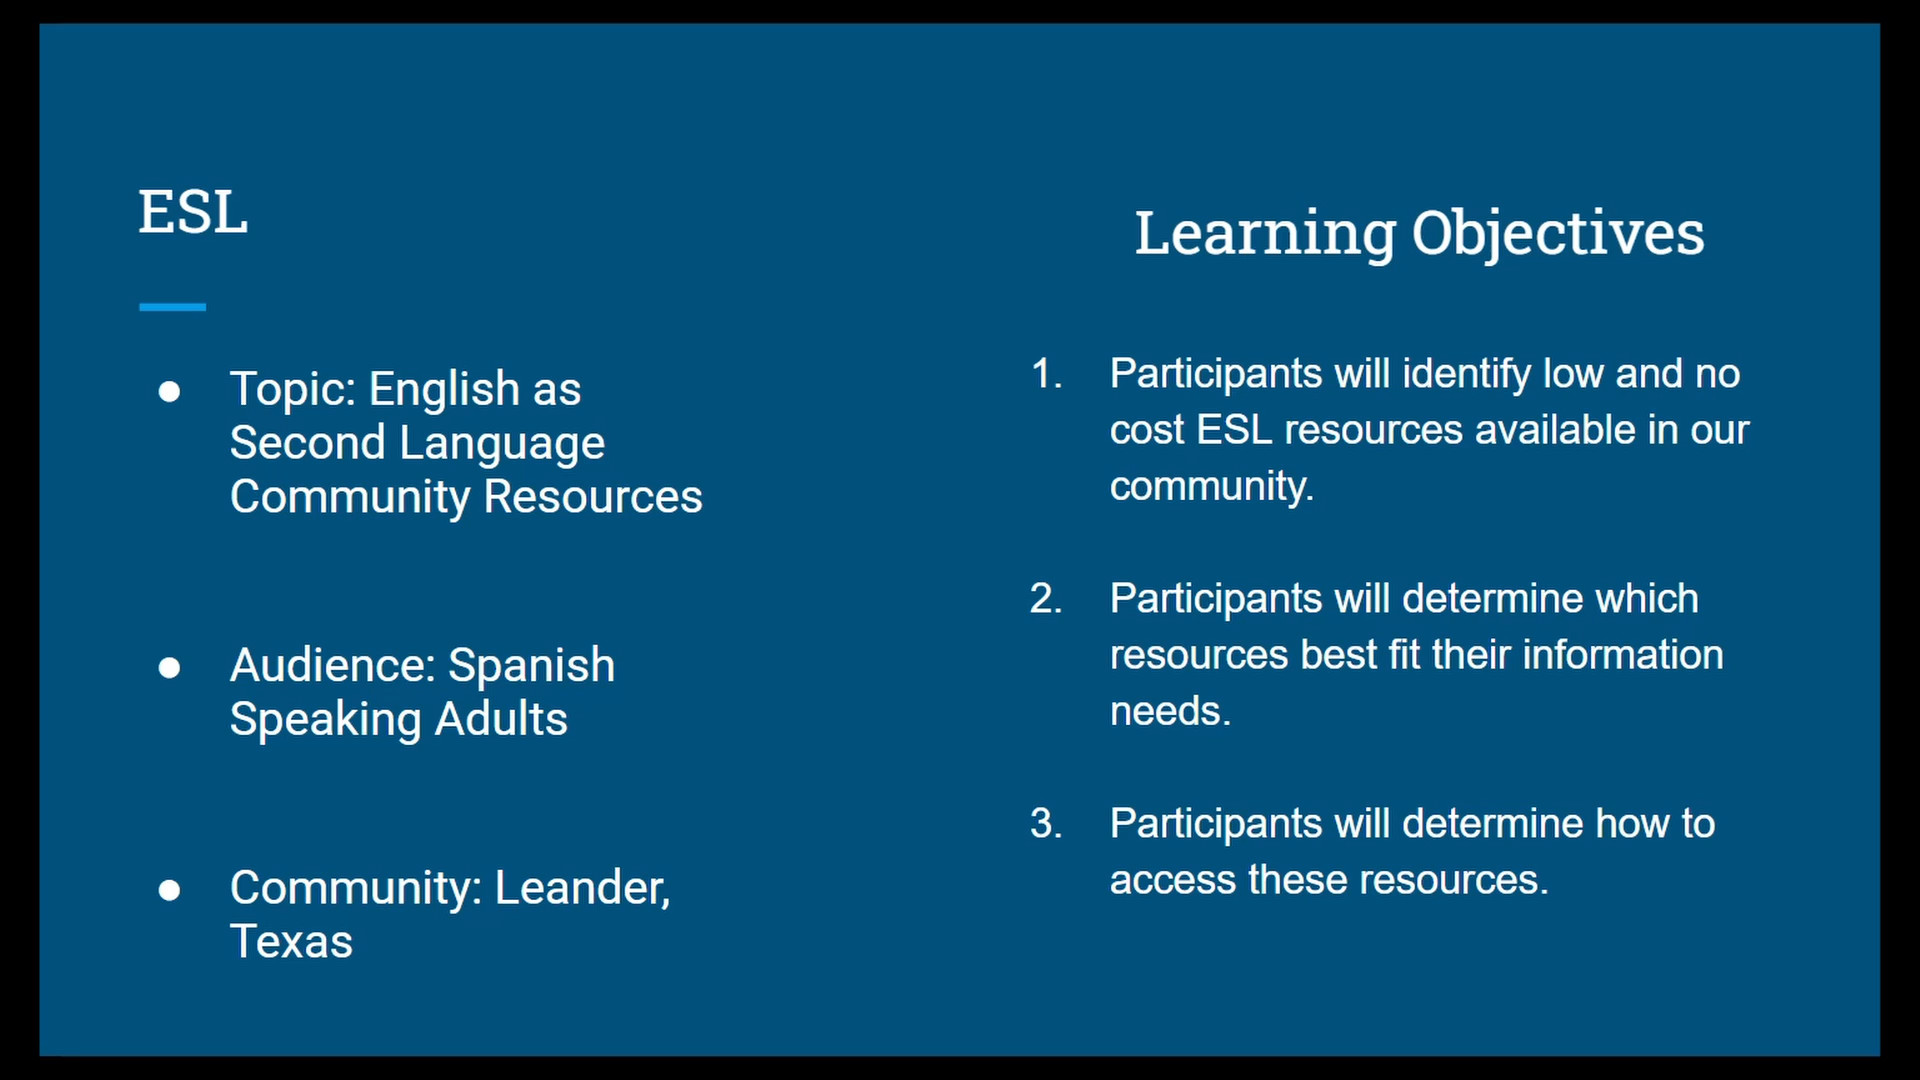 ESL
● Topic: English as
Second Language
Community Resources
● Audience: Spanish
Speaking Adults
● Community: Leander,
Texas
Learning Objectives
1. Participants will identify low and no
cost ESL resources available in our
community.
2. Participants will determine which
resources best fit their information
needs.
3. Participants will determine how to
access these resources.